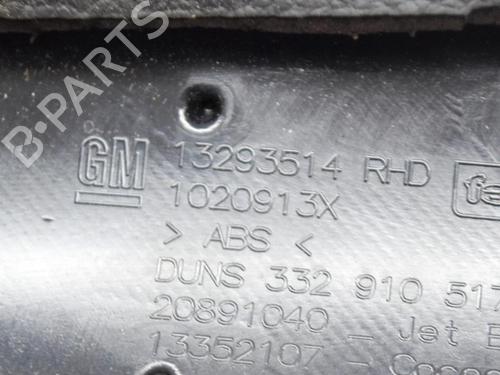 B-PARTS
GM 13293514 RHD
1020913X
> ABS <
DUNS 332 910 517
20891040 - Jet
13352107 -